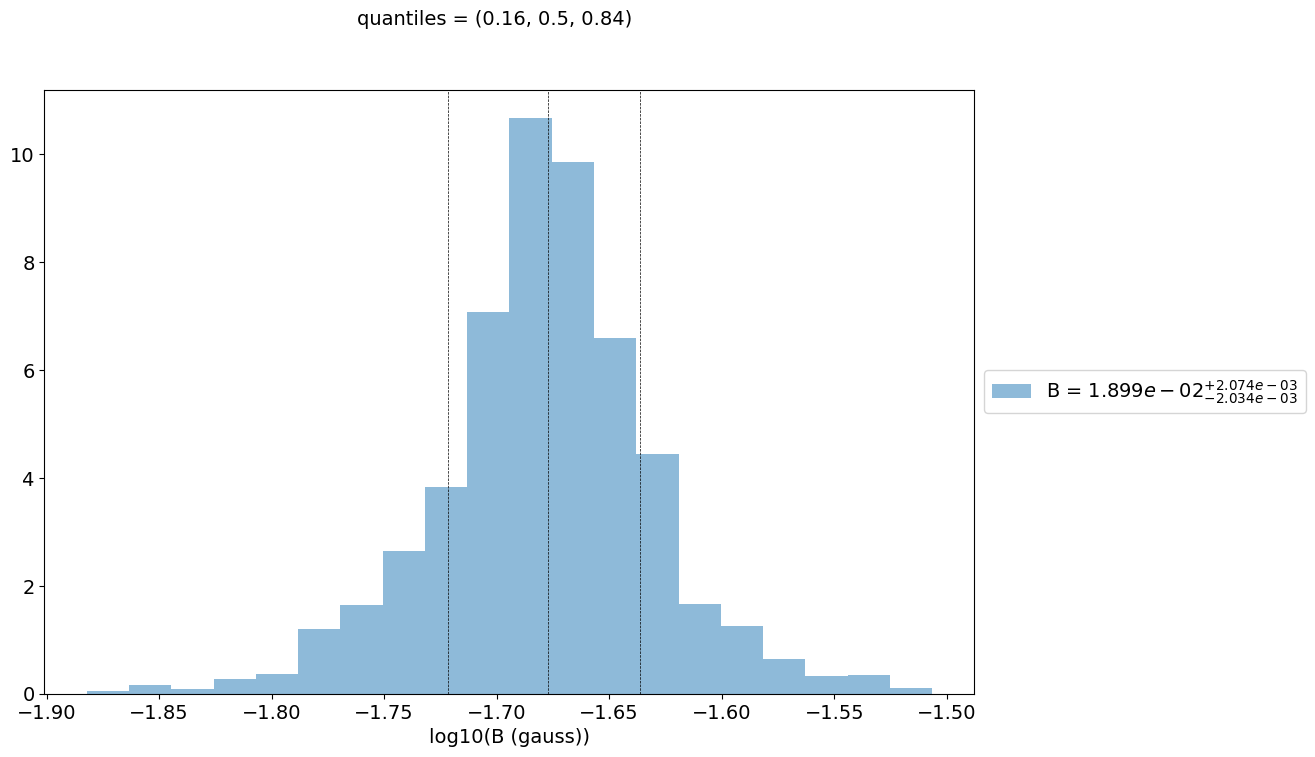 quantiles = (0.16, 0.5, 0.84)
10
8
6
4
2
0
−1.90 −1.85 −1.80 −1.75 −1.70 −1.65 −1.60 −1.55 −1.50
log10(B (gauss))
B = 1.899e − 02 +2.074e − 03 −2.034e − 03